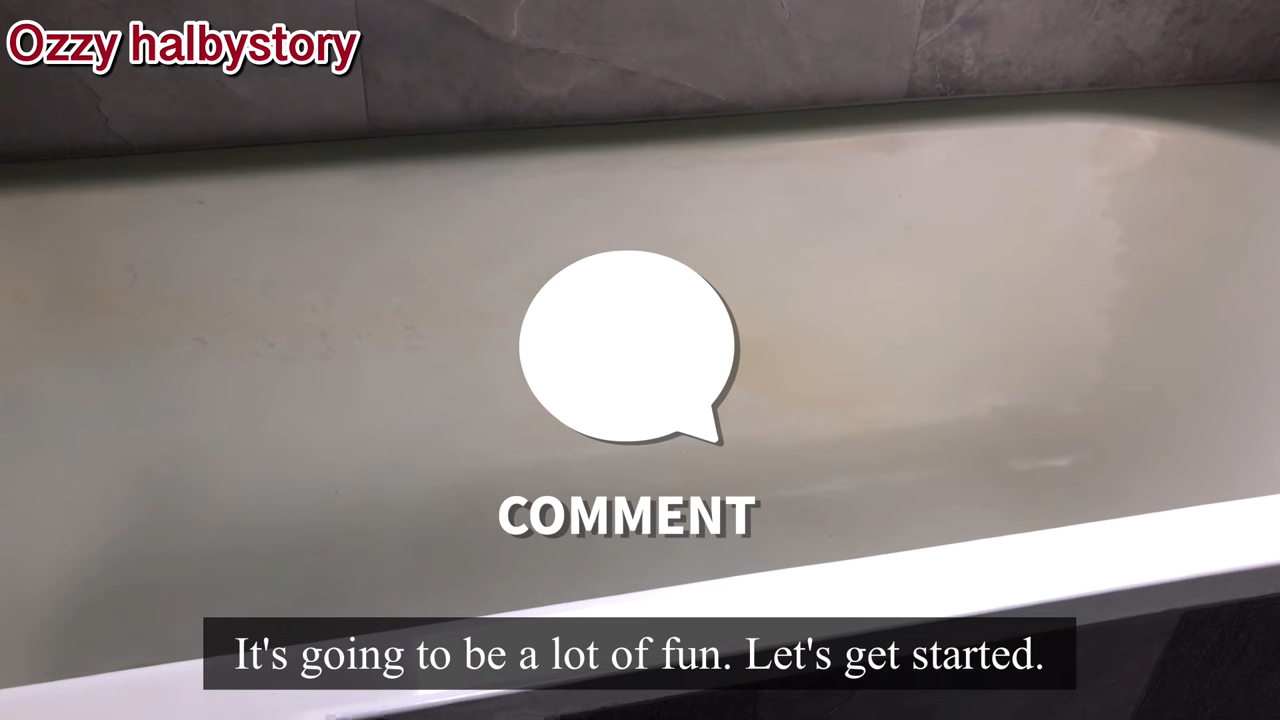 Ozzy halbystory
COMMENT
It's going to be a lot of fun. Let's get started.